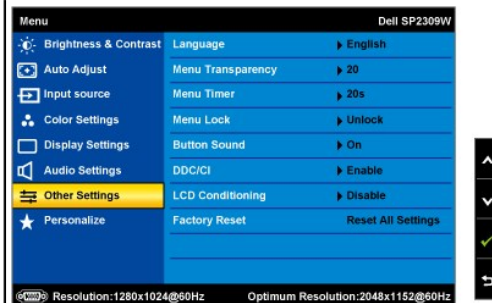 Menu Dell SP2309W
Brightness & Contrast Language English
Auto Adjust Menu Transparency 20
Input source Menu Timer 20s
Color Settings Menu Lock Unlock
Display Settings Button Sound On
Audio Settings DDC/CI Enable
Other Settings LCD Conditioning Disable
Personalize Factory Reset Reset All Settings
Resolution:1280x1024@60Hz Optimum Resolution:2048x1152@60Hz